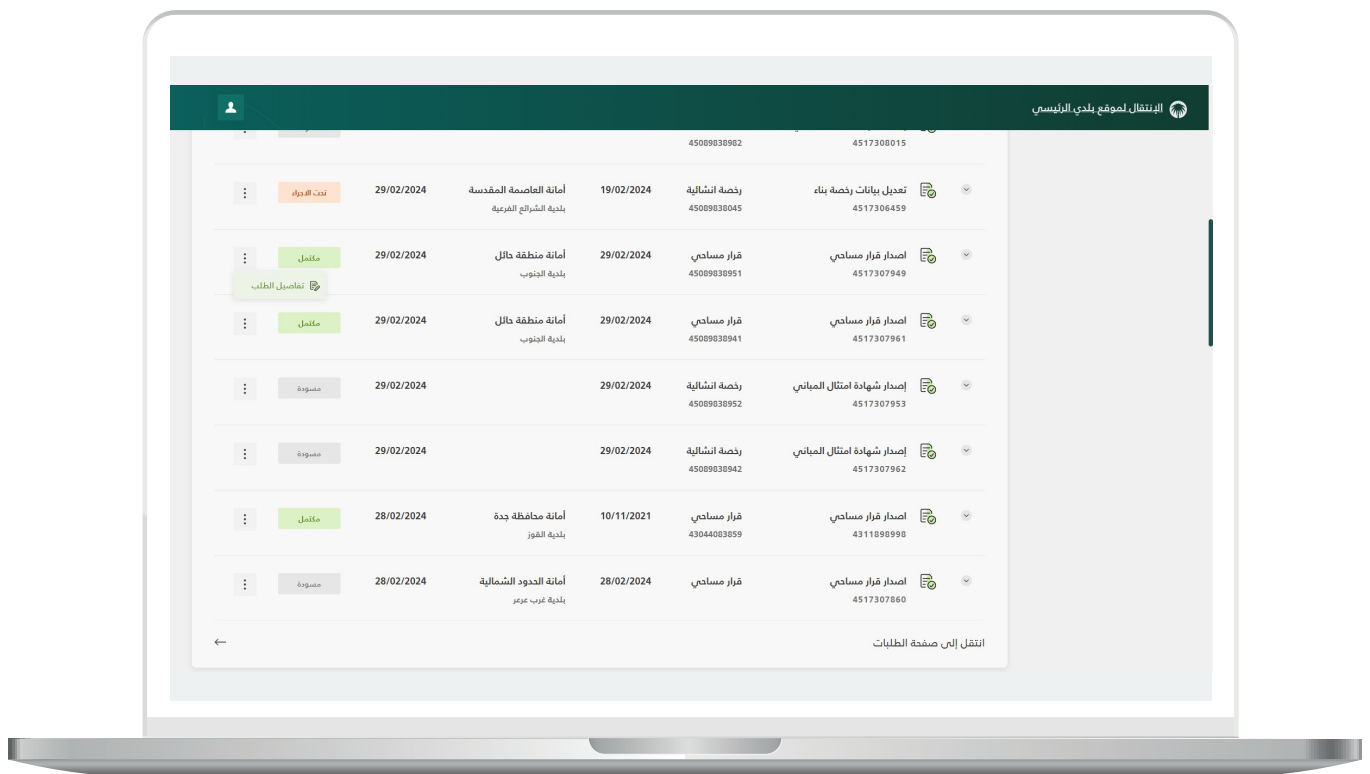 الإنتقال لموقع بلدي الرئيسي
4517308015
45089838982
تعديل بيانات رخصة بناء رخصة انشائية 19/02/2024 أمانة العاصمة المقدسة 29/02/2024 تحت الاجراء
4517306459 45089838045 بلدية الشرائع الفرعية
اصدار قرار مساحي قرار مساحي 29/02/2024 أمانة منطقة حائل 29/02/2024 مكتمل
4517307949 45089838951 بلدية الجنوب
تفاصيل الطلب
اصدار قرار مساحي قرار مساحي 29/02/2024 أمانة منطقة حائل 29/02/2024 مكتمل
4517307961 45089838941 بلدية الجنوب
إصدار شهادة امتثال المباني رخصة انشائية 29/02/2024 29/02/2024 مسودة
4517307953 45089838952
إصدار شهادة امتثال المباني رخصة انشائية 29/02/2024 29/02/2024 مسودة
4517307962 45089838942
اصدار قرار مساحي قرار مساحي 10/11/2021 أمانة محافظة جدة 28/02/2024 مكتمل
4311898998 43044083859 بلدية القوز
اصدار قرار مساحي قرار مساحي 28/02/2024 أمانة الحدود الشمالية 28/02/2024 مسودة
4517307860 بلدية غرب عرعر
انتقل إلى صفحة الطلبات